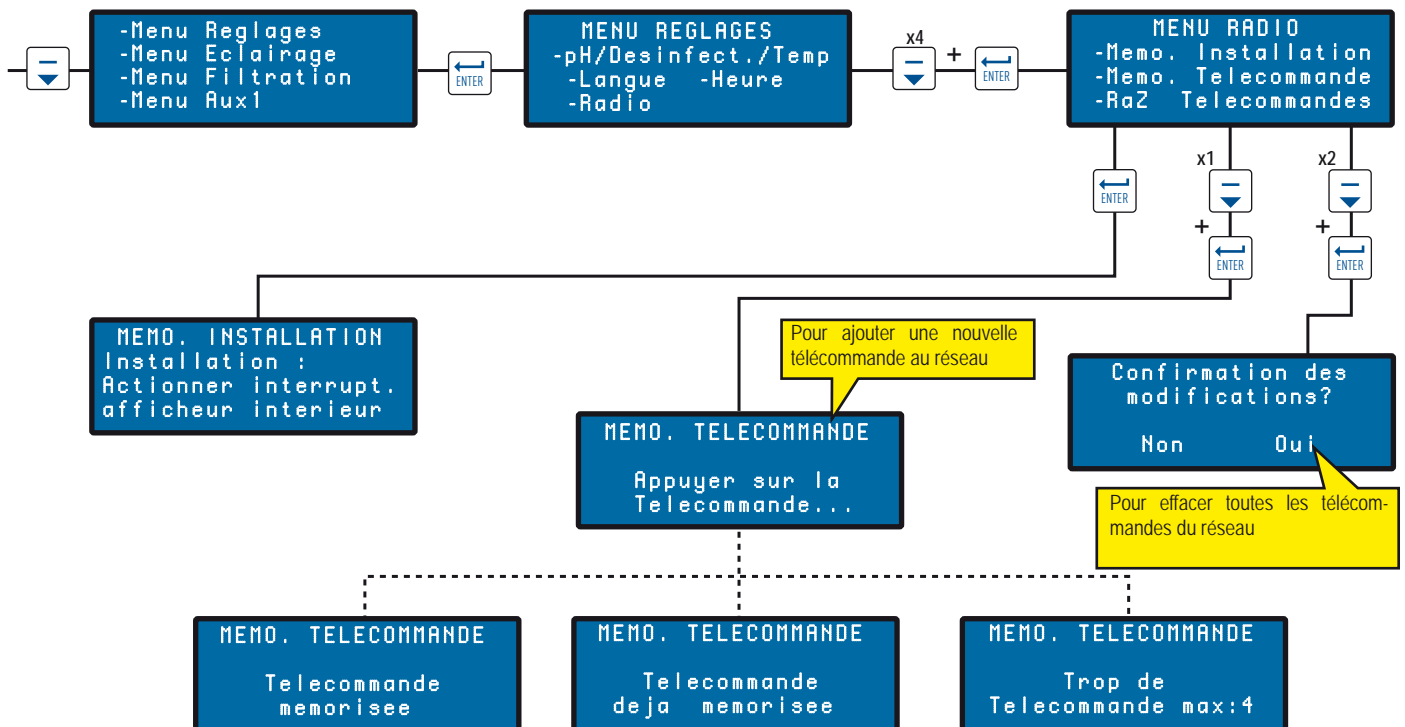 -Menu Reglages
-Menu Eclairage
-Menu Filtration
-Menu Aux1
ENTER
MENU REGLAGES
-pH/Desinfect./Temp
-Langue -Heure
-Radio
x4
+
ENTER
MENU RADIO
-Memo. Installation
-Memo. Telecommande
-RaZ Telecommandes
ENTER
x1
+
ENTER
x2
+
ENTER
MEMO. INSTALLATION
Installation :
Actionner interrupt.
afficheur interieur
Pour ajouter une nouvelle
télécommande au réseau
MEMO. TELECOMMANDE
Appuyer sur la
Telecommande...
Confirmation des
modifications?
Non Oui
Pour effacer toutes les télécom-
mandes du réseau
MEMO. TELECOMMANDE
Telecommande
memorisee
MEMO. TELECOMMANDE
Telecommande
deja memorisee
MEMO. TELECOMMANDE
Trop de
Telecommande max:4